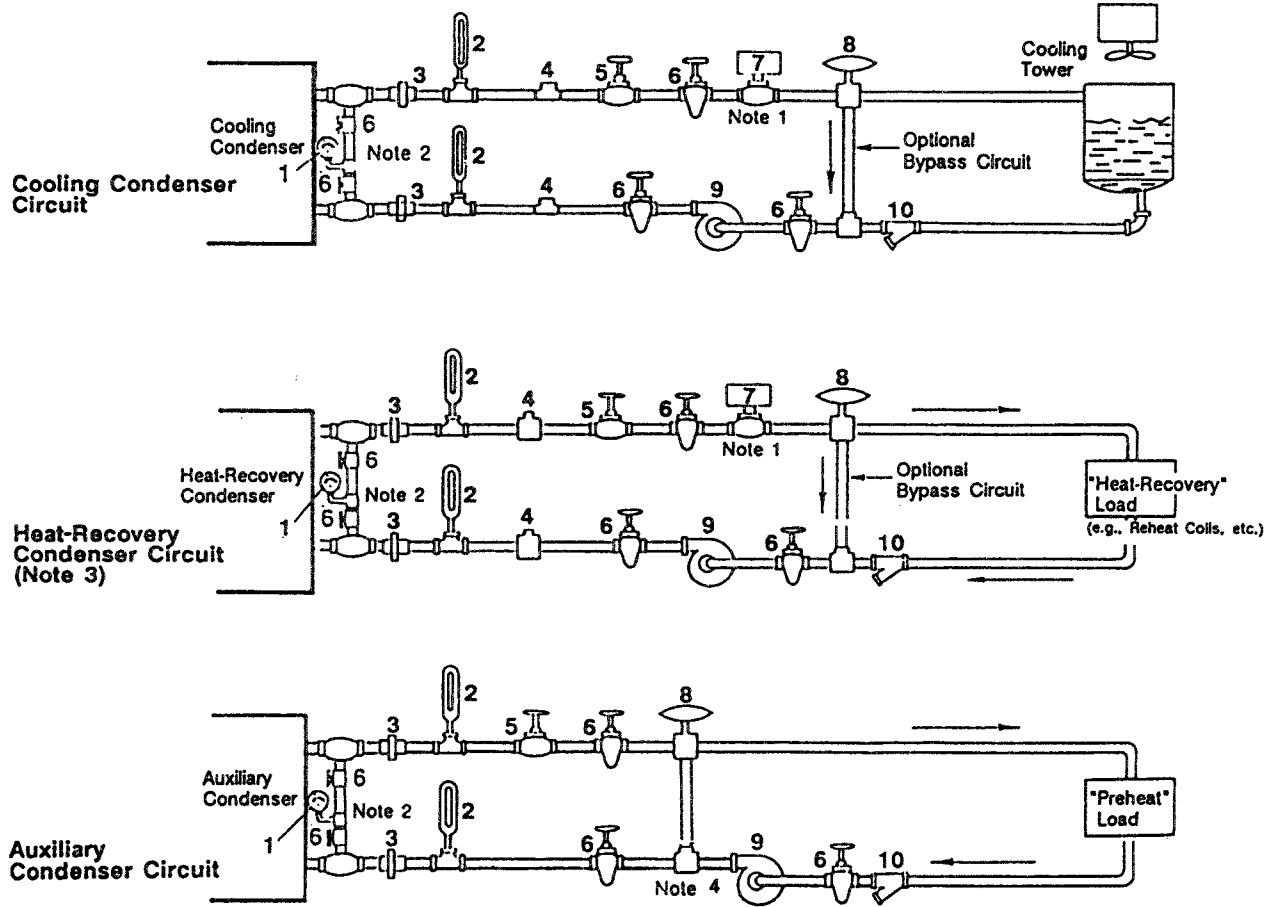 2
8
Cooling
Tower
3
4
5
6
7
Note 1
Cooling
Condenser
6
Note 2
2
Optional
Bypass Circuit
1
6
3
4
6
9
6
10
Cooling Condenser
Circuit
2
8
3
4
5
6
7
Note 1
6
Heat-Recovery
Condenser
Note 2
2
Optional
Bypass Circuit
"Heat-Recovery"
Load
(e.g., Reheat Coils, etc.)
1
6
3
4
6
9
6
10
Heat-Recovery
Condenser Circuit
(Note 3)
2
8
3
5
6
6
Auxiliary
Condenser
Note 2
2
"Preheat"
Load
1
6
3
6
9
6
10
Note 4
Auxiliary
Condenser Circuit